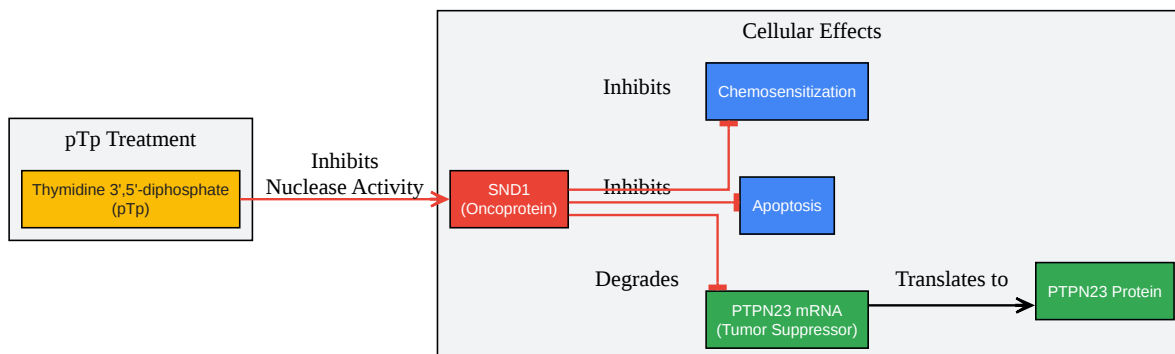 Cellular Effects
Inhibits
Chemosensitization
pTp Treatment
Thymidine 3',5'-diphosphate
(pTp)
Inhibits
Nuclease Activity
SND1
(Oncoprotein)
Inhibits
Apoptosis
Degrades
PTPN23 mRNA
(Tumor Suppressor)
Translates to
PTPN23 Protein